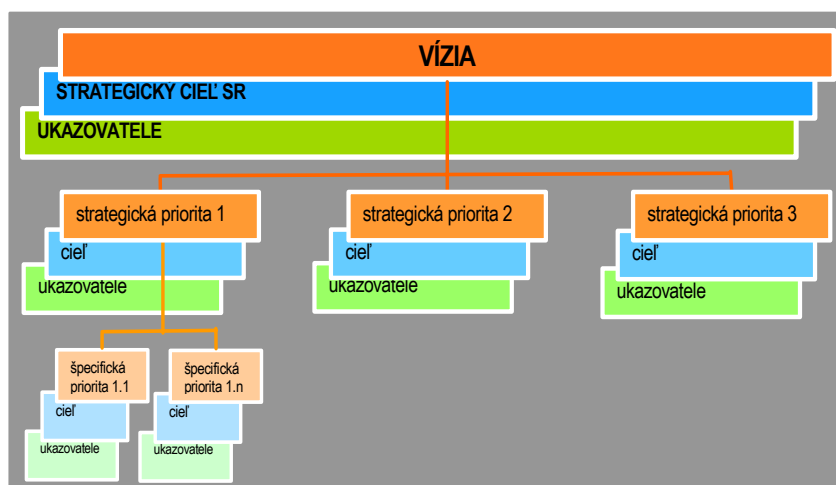 VÍZIA
STRATEGICKÝ CIEĽ SR
UKAZOVATELE
strategická priorita 1
cieľ
ukazovatele
strategická priorita 2
cieľ
ukazovatele
strategická priorita 3
cieľ
ukazovatele
špecifická
priorita 1.1
cieľ
ukazovatele
špecifická
priorita 1.n
cieľ
ukazovatele